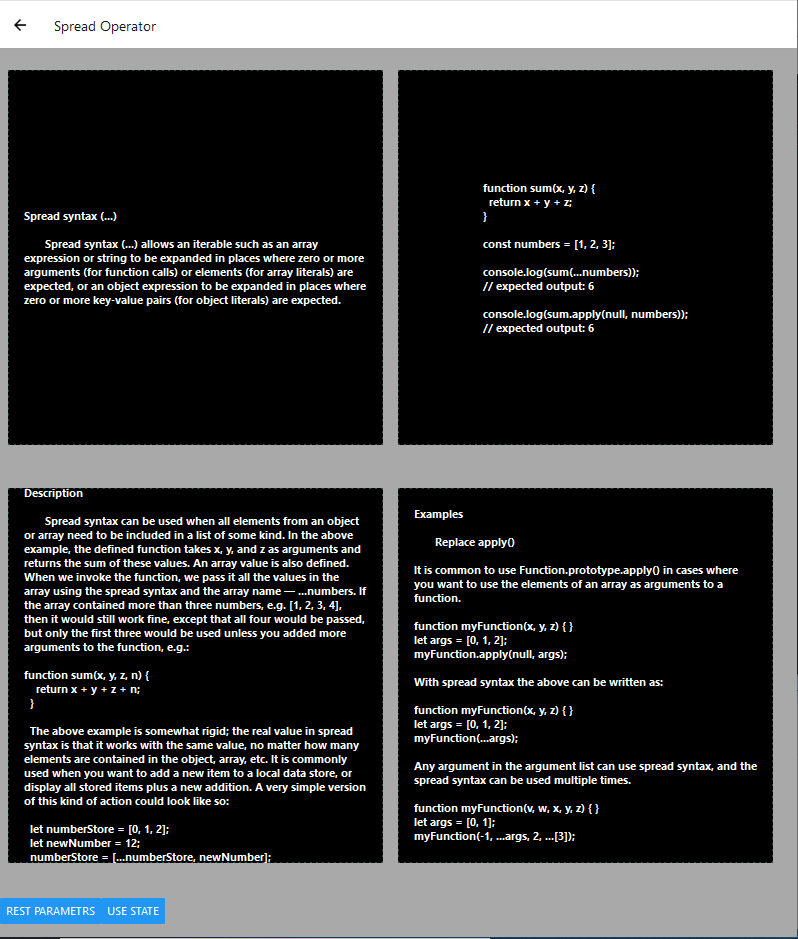 Spread Operator
Spread syntax (...)
Spread syntax (...) allows an iterable such as an array
expression or string to be expanded in places where zero or more
arguments (for function calls) or elements (for array literals) are
expected, or an object expression to be expanded in places where
zero or more key-value pairs (for object literals) are expected.
function sum(x, y, z) {
return x + y + z;
}
const numbers = [1, 2, 3];
console.log(sum(...numbers));
// expected output: 6
console.log(sum.apply(null, numbers));
// expected output: 6
Description
Spread syntax can be used when all elements from an object
or array need to be included in a list of some kind. In the above
example, the defined function takes x, y, and z as arguments and
returns the sum of these values. An array value is also defined.
When we invoke the function, we pass it all the values in the
array using the spread syntax and the array name — ...numbers. If
the array contained more than three numbers, e.g. [1, 2, 3, 4],
then it would still work fine, except that all four would be passed,
but only the first three would be used unless you added more
arguments to the function, e.g.:
function sum(x, y, z, n) {
return x + y + z + n;
}
The above example is somewhat rigid; the real value in spread
syntax is that it works with the same value, no matter how many
elements are contained in the object, array, etc. It is commonly
used when you want to add a new item to a local data store, or
display all stored items plus a new addition. A very simple version
of this kind of action could look like so:
let numberStore = [0, 1, 2];
let newNumber = 12;
numberStore = [...numberStore, newNumber];
Examples
Replace apply()
It is common to use Function.prototype.apply() in cases where
you want to use the elements of an array as arguments to a
function.
function myFunction(x, y, z) { }
let args = [0, 1, 2];
myFunction.apply(null, args);
With spread syntax the above can be written as:
function myFunction(x, y, z) { }
let args = [0, 1, 2];
myFunction(...args);
Any argument in the argument list can use spread syntax, and the
spread syntax can be used multiple times.
function myFunction(v, w, x, y, z) { }
let args = [0, 1];
myFunction(-1, ...args, 2, ...[3]);
REST PARAMETRS USE STATE